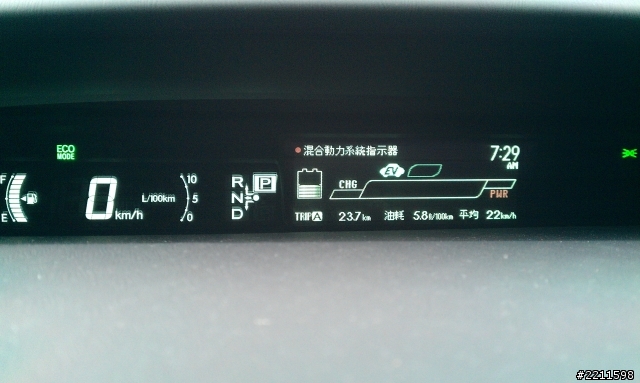 ECO
MODE
F
E
0 km/h
L/100km
10
5
0
R
N
D
P
●混合動力系統指示器
7:29
AM
EV
CHG
PWR
TRIP A 23.7km 油耗 5.8ℓ/100km 平均 22km/h
#2211598